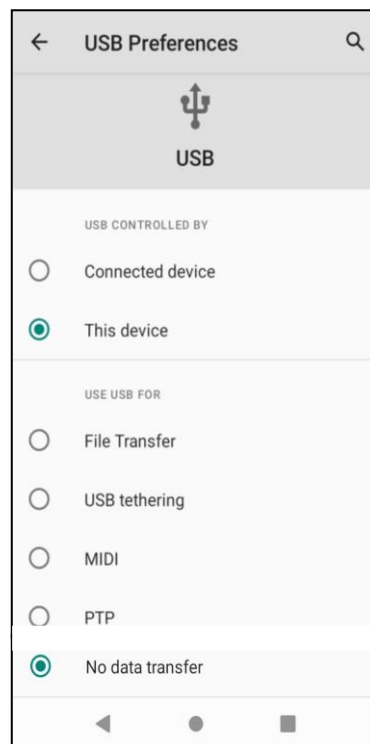 USB Preferences
USB
USB CONTROLLED BY
Connected device
This device
USE USB FOR
File Transfer
USB tethering
MIDI
PTP
No data transfer